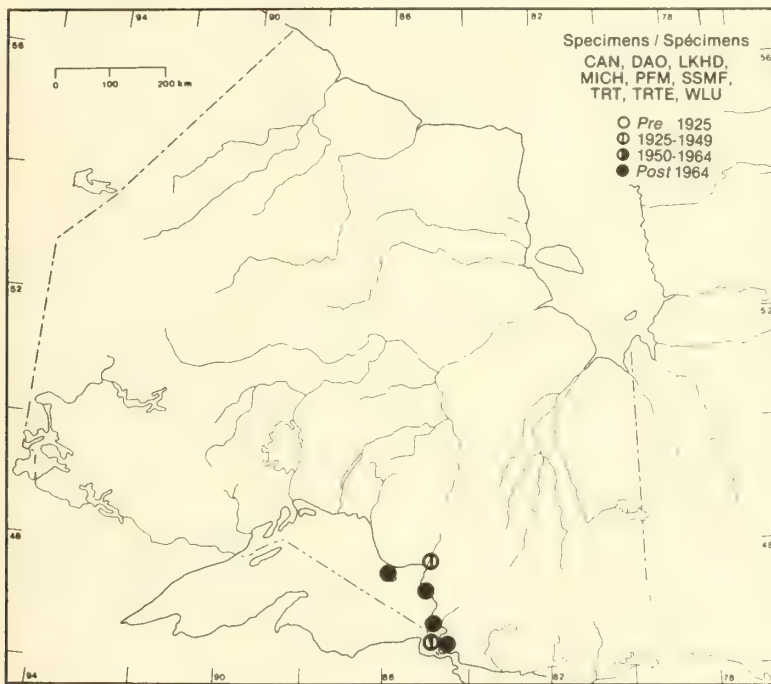 94 90 86 82 78
56 56
Specimens / Spécimens
CAN, DAO, LKHD,
MICH, PFM, SSMF,
TRT, TRTE, WLU
Pre 1925
1925-1949
1950-1964
Post 1964
0 100 200 km
52 52
48 48
94 90 86 82 78